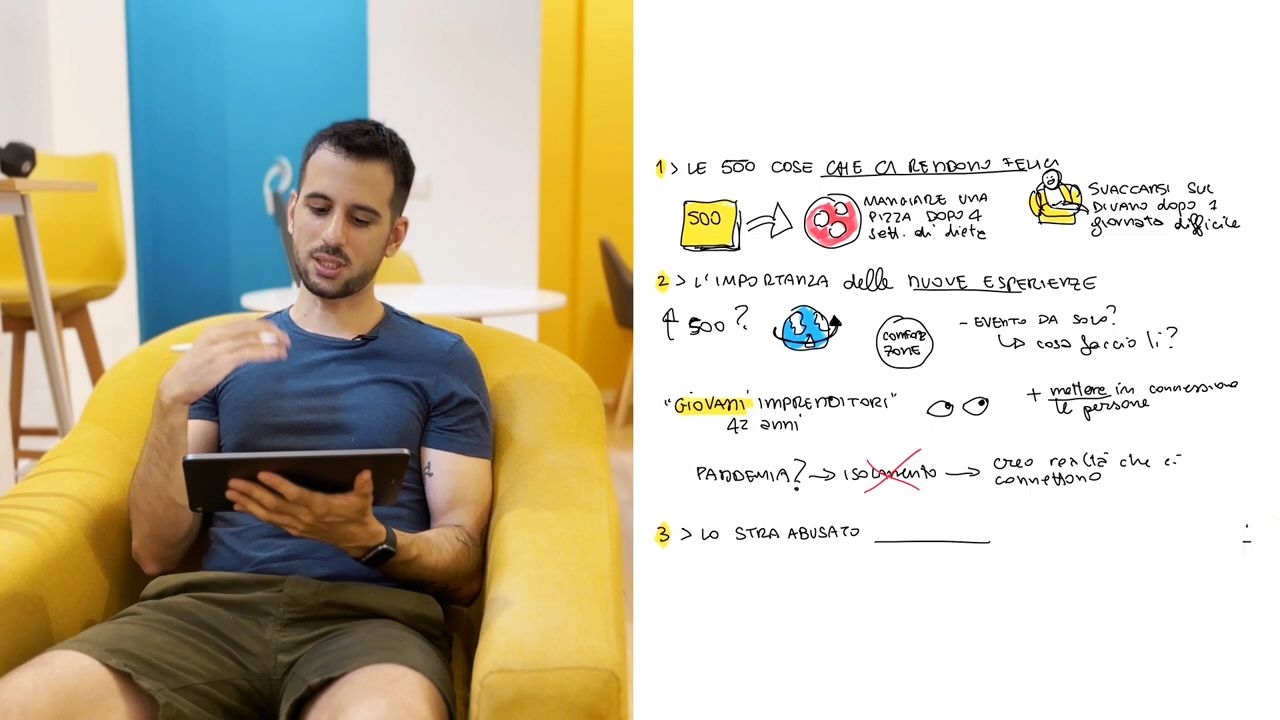 1 > LE 500 COSE CHE CI RENDONO FELICI
500
MANGIARE UNA
PIZZA DOPO 4
sett. di dieta
SVACCARSI SUL
DIVANO DOPO 1
giornata difficile
2 > L'IMPORTANZA delle NUOVE ESPERIENZE
500?
COMFORT
ZONE
- EVENTO DA SOLO?
cosa faccio lì?
"GIOVANI IMPRENDITORI"
42 anni
+ mettere in connessione
le persone
PANDEMIA? → ISOLAMENTO → creo realtà che ci
connettono
3 > LO STRA ABUSATO